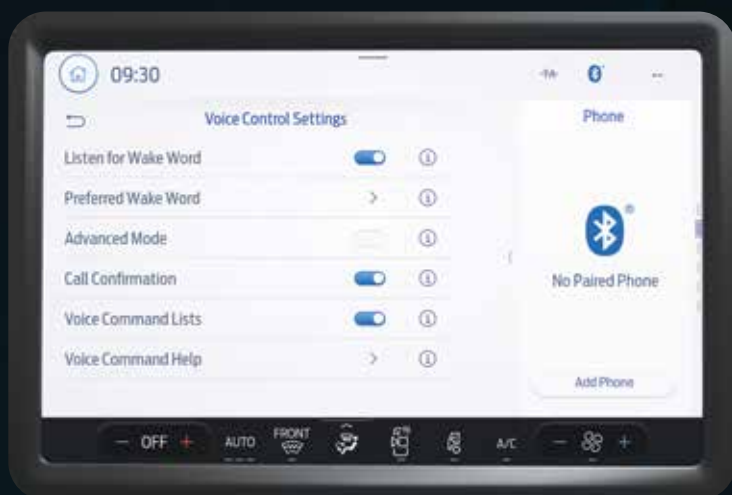 09:30
Voice Control Settings
Phone
Listen for Wake Word
Preferred Wake Word
Advanced Mode
Call Confirmation
No Paired Phone
Voice Command Lists
Voice Command Help
Add Phone
- OFF +
AUTO
FRONT
A/C
- +